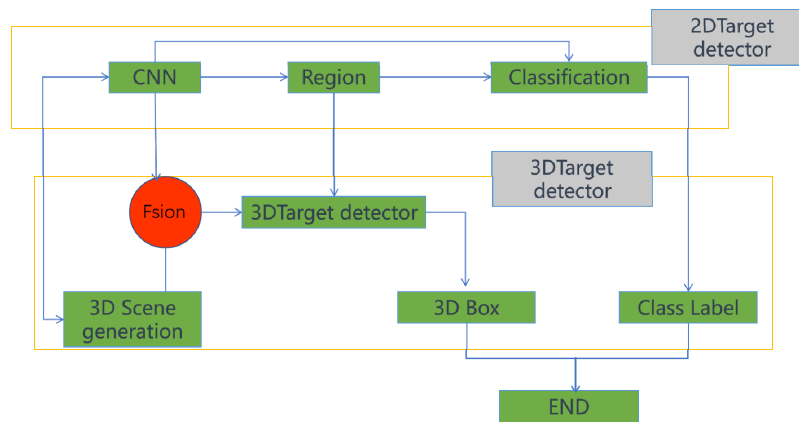 2DTarget
detector
CNN
Region
Classification
3DTarget
detector
Fsion
3DTarget detector
3D Scene
generation
3D Box
Class Label
END